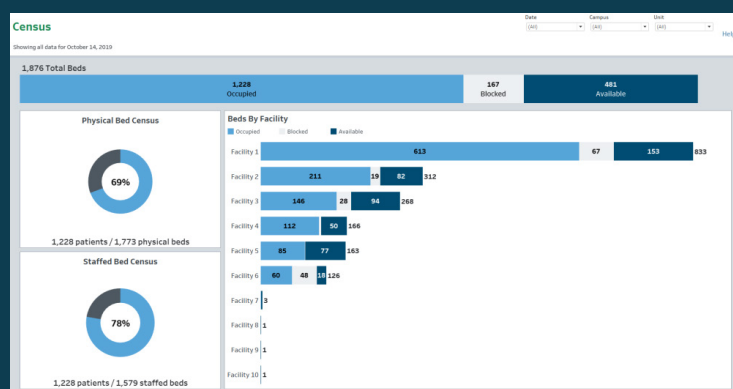 Census
Date
Campus
Unit
(All)
(All)
(All)
Help
Showing all data for October 14, 2019
1,876 Total Beds
1,228
Occupied
167
Blocked
481
Available
Physical Bed Census
69%
1,228 patients / 1,773 physical beds
Staffed Bed Census
78%
1,228 patients / 1,579 staffed beds
Beds By Facility
Occupied
Blocked
Available
Facility 1 613 67 153 833
Facility 2 211 19 82 312
Facility 3 146 28 94 268
Facility 4 112 50 166
Facility 5 85 77 163
Facility 6 60 48 18 126
Facility 7 3
Facility 8 1
Facility 9 1
Facility 10 1